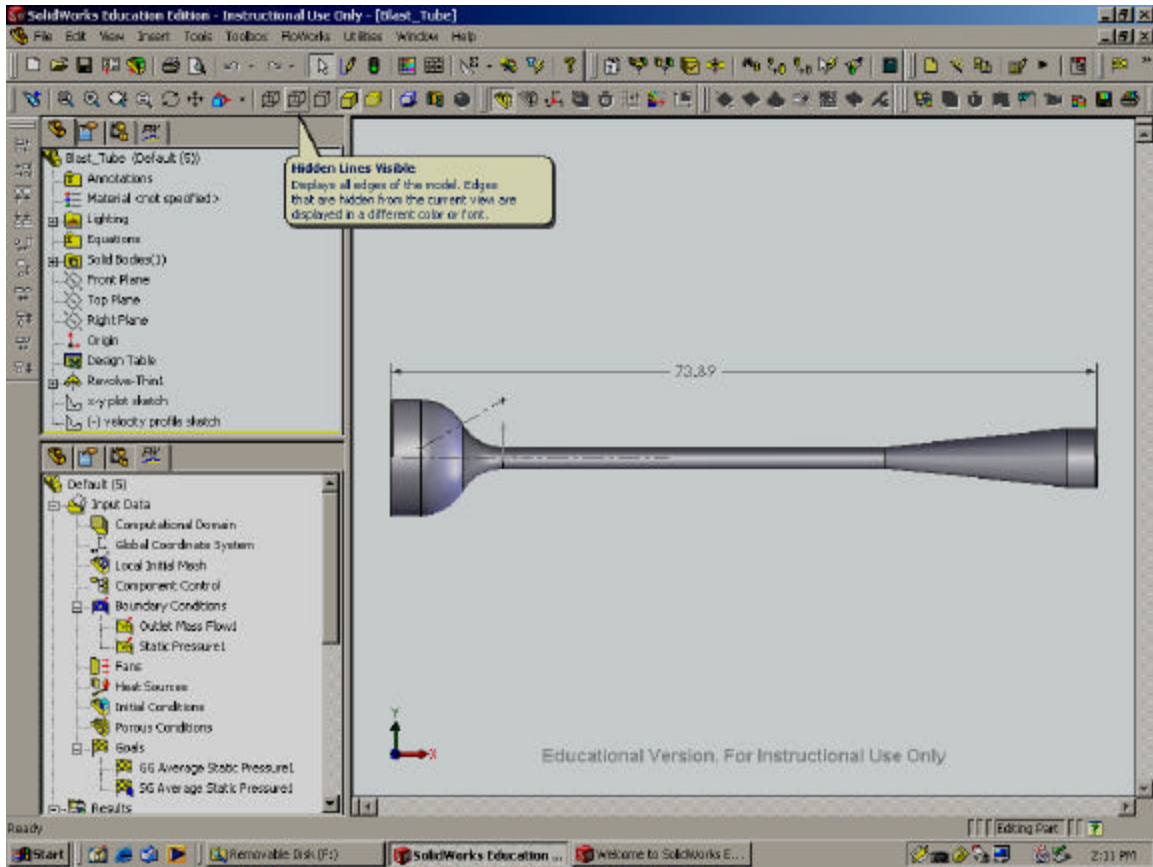 SolidWorks Education Edition - Instructional Use Only - [Blast_Tube]
File Edit View Insert Tools Toolbox FloWorks Utilities Window Help
Blast_Tube (Default (5))
Annotations
Material <not specified>
Lighting
Equations
Solid Bodies(1)
Front Plane
Top Plane
Right Plane
Origin
Design Table
Revolve-Thin1
x-y plot sketch
(-) velocity profile sketch
Hidden Lines Visible
Displays all edges of the model. Edges
that are hidden from the current view are
displayed in a different color or font.
Default (5)
Input Data
Computational Domain
Global Coordinate System
Local Initial Mesh
Component Control
Boundary Conditions
Outlet Mass Flow1
Static Pressure1
Fans
Heat Sources
Initial Conditions
Porous Conditions
Goals
GG Average Static Pressure1
SG Average Static Pressure1
Results
73.89
Y
X
Educational Version. For Instructional Use Only
Ready
Editing Part
Start
Removable Disk (F:)
SolidWorks Education ...
Welcome to SolidWorks E...
2:11 PM